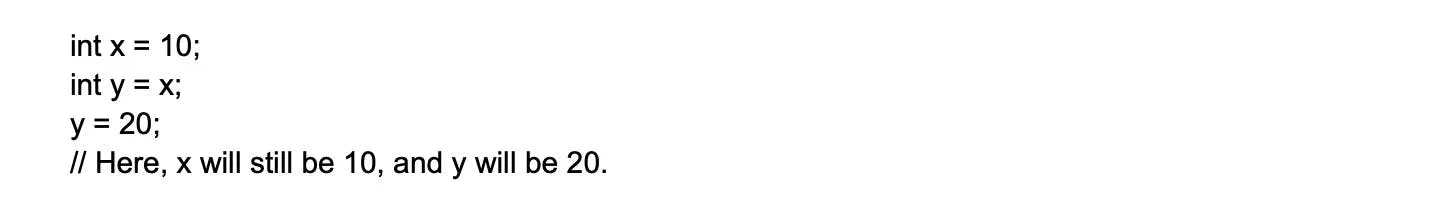 int x = 10;
int y = x;
y = 20;
// Here, x will still be 10, and y will be 20.